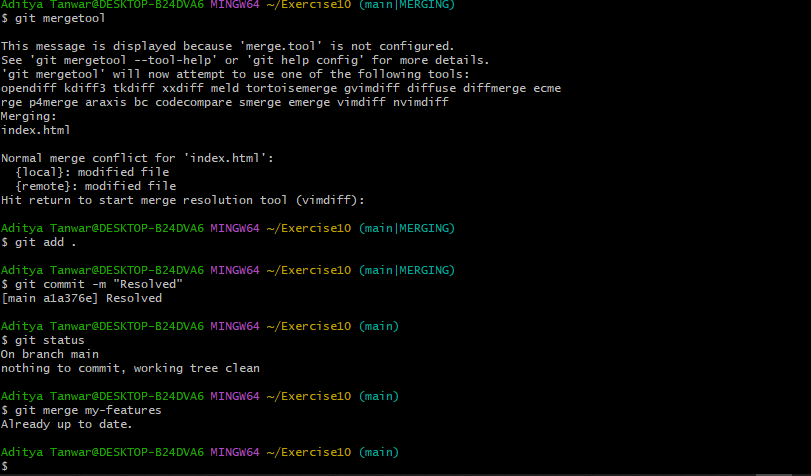 Aditya Tanwar@DESKTOP-B24DVA6 MINGW64 ~/Exercise10 (main|MERGING)
$ git mergetool

This message is displayed because 'merge.tool' is not configured.
See 'git mergetool --tool-help' or 'git help config' for more details.
'git mergetool' will now attempt to use one of the following tools:
opendiff kdiff3 tkdiff xxdiff meld tortoisemerge gvimdiff diffuse diffmerge ecme
rge p4merge araxis bc codecompare smerge emerge vimdiff nvimdiff
Merging:
index.html

Normal merge conflict for 'index.html':
  {local}: modified file
  {remote}: modified file
Hit return to start merge resolution tool (vimdiff):

Aditya Tanwar@DESKTOP-B24DVA6 MINGW64 ~/Exercise10 (main|MERGING)
$ git add .

Aditya Tanwar@DESKTOP-B24DVA6 MINGW64 ~/Exercise10 (main|MERGING)
$ git commit -m "Resolved"
[main a1a376e] Resolved

Aditya Tanwar@DESKTOP-B24DVA6 MINGW64 ~/Exercise10 (main)
$ git status
On branch main
nothing to commit, working tree clean

Aditya Tanwar@DESKTOP-B24DVA6 MINGW64 ~/Exercise10 (main)
$ git merge my-features
Already up to date.

Aditya Tanwar@DESKTOP-B24DVA6 MINGW64 ~/Exercise10 (main)
$